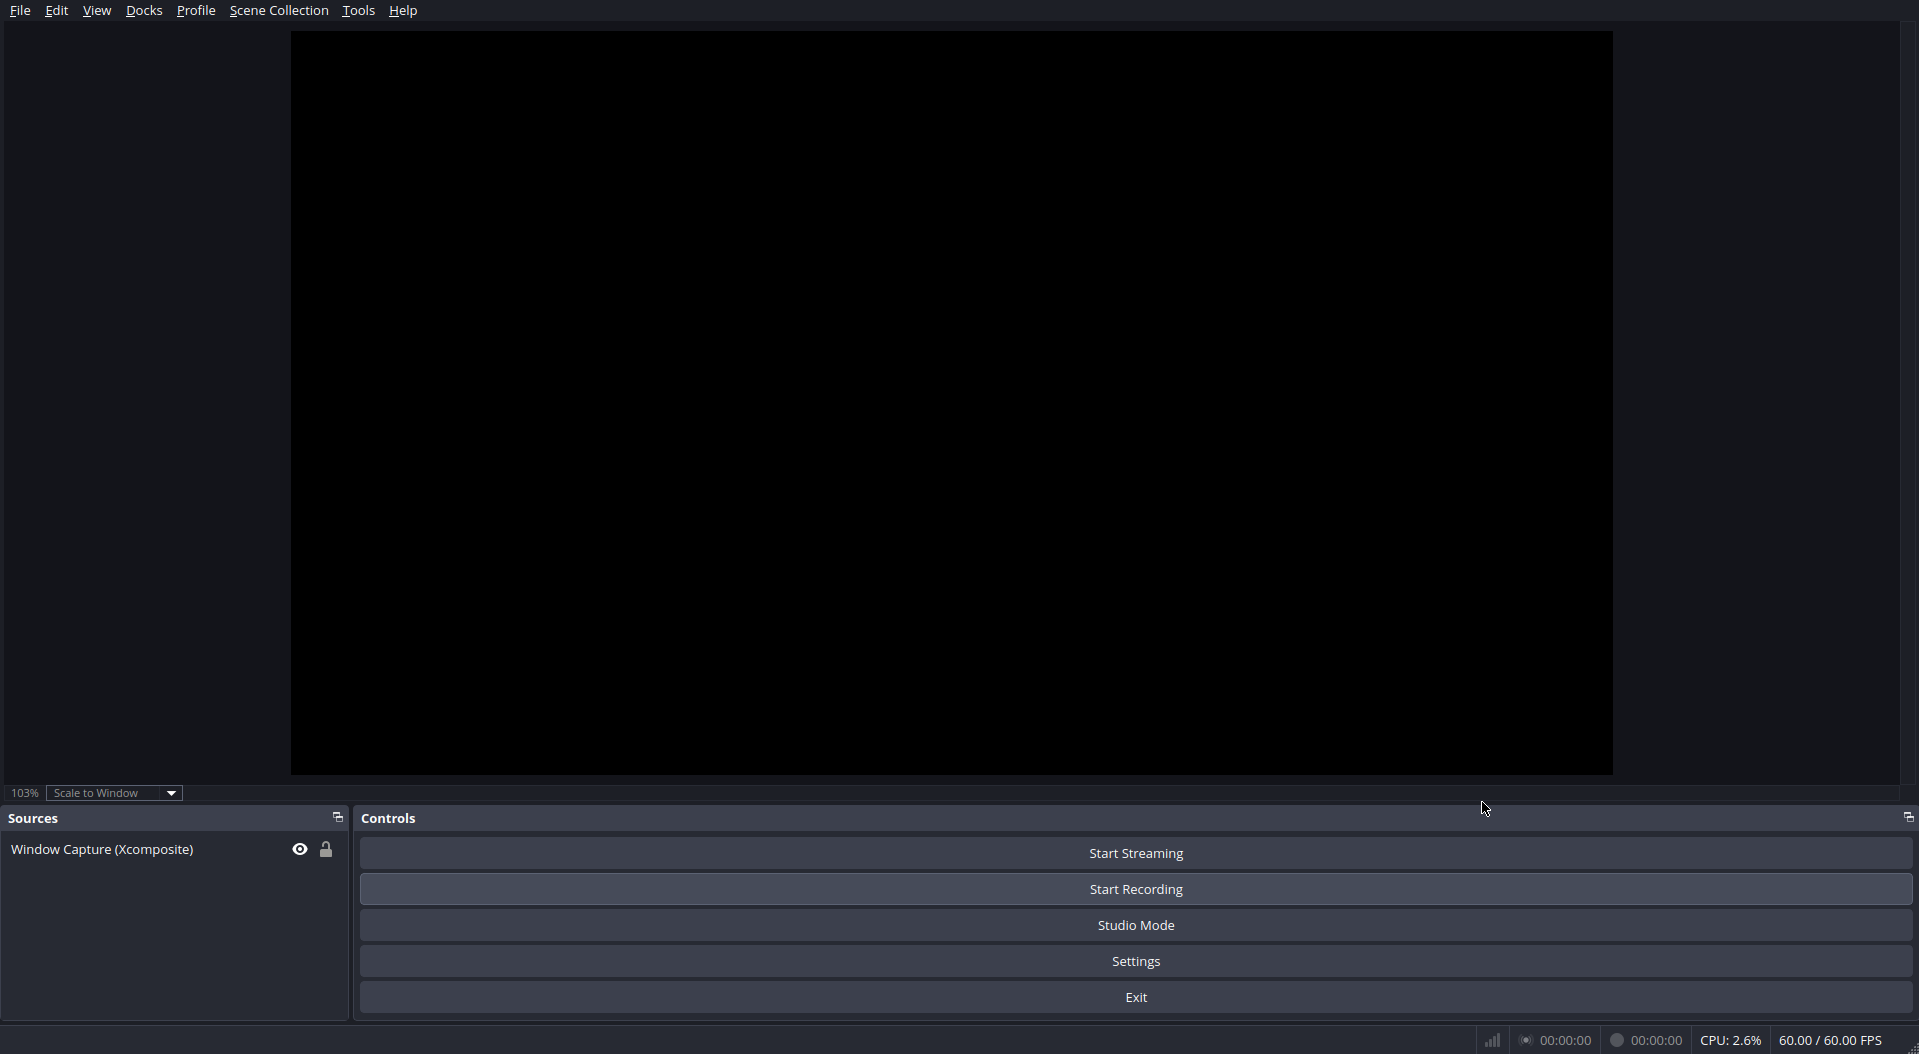 File Edit View Docks Profile Scene Collection Tools Help
103% Scale to Window
Sources
Window Capture (Xcomposite)
Controls
Start Streaming
Start Recording
Studio Mode
Settings
Exit
00:00:00 00:00:00 CPU: 2.6% 60.00 / 60.00 FPS